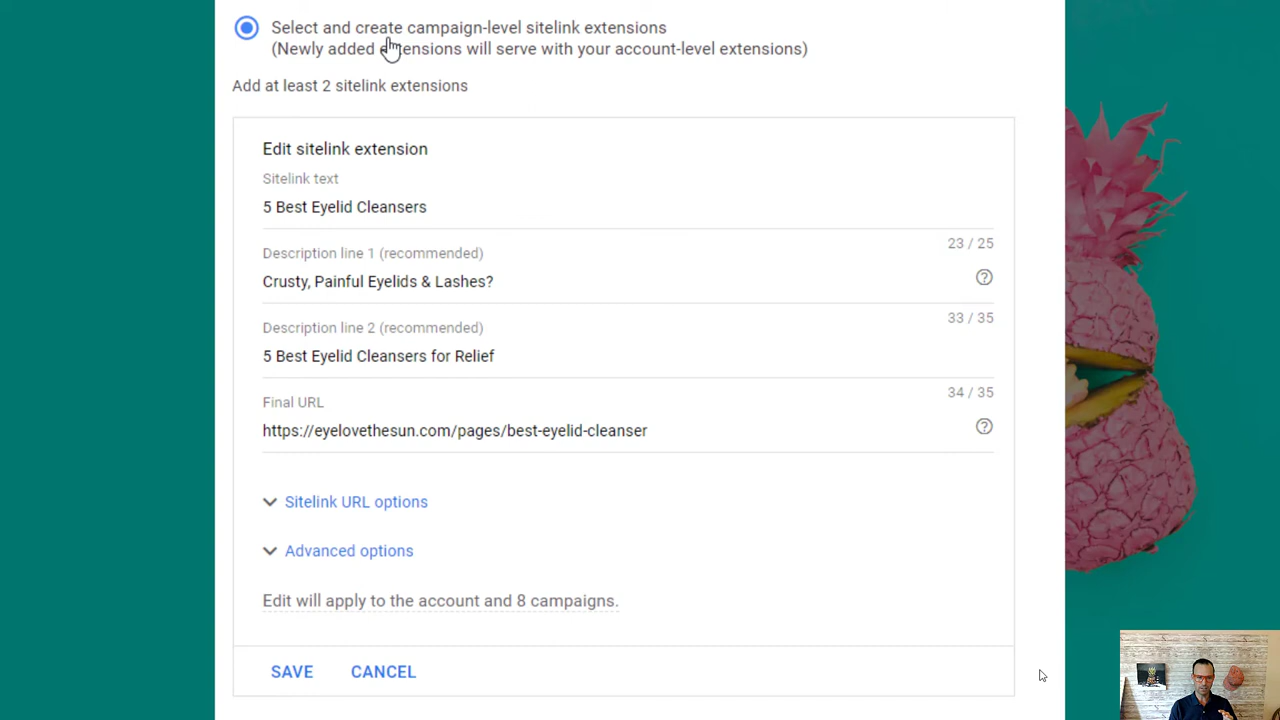 Select and create campaign-level sitelink extensions
(Newly added extensions will serve with your account-level extensions)
Add at least 2 sitelink extensions
Edit sitelink extension
Sitelink text
5 Best Eyelid Cleansers
23 / 25
Description line 1 (recommended)
Crusty, Painful Eyelids & Lashes?
33 / 35
Description line 2 (recommended)
5 Best Eyelid Cleansers for Relief
34 / 35
Final URL
https://eyelovethesun.com/pages/best-eyelid-cleanser
Sitelink URL options
Advanced options
Edit will apply to the account and 8 campaigns.
SAVE CANCEL